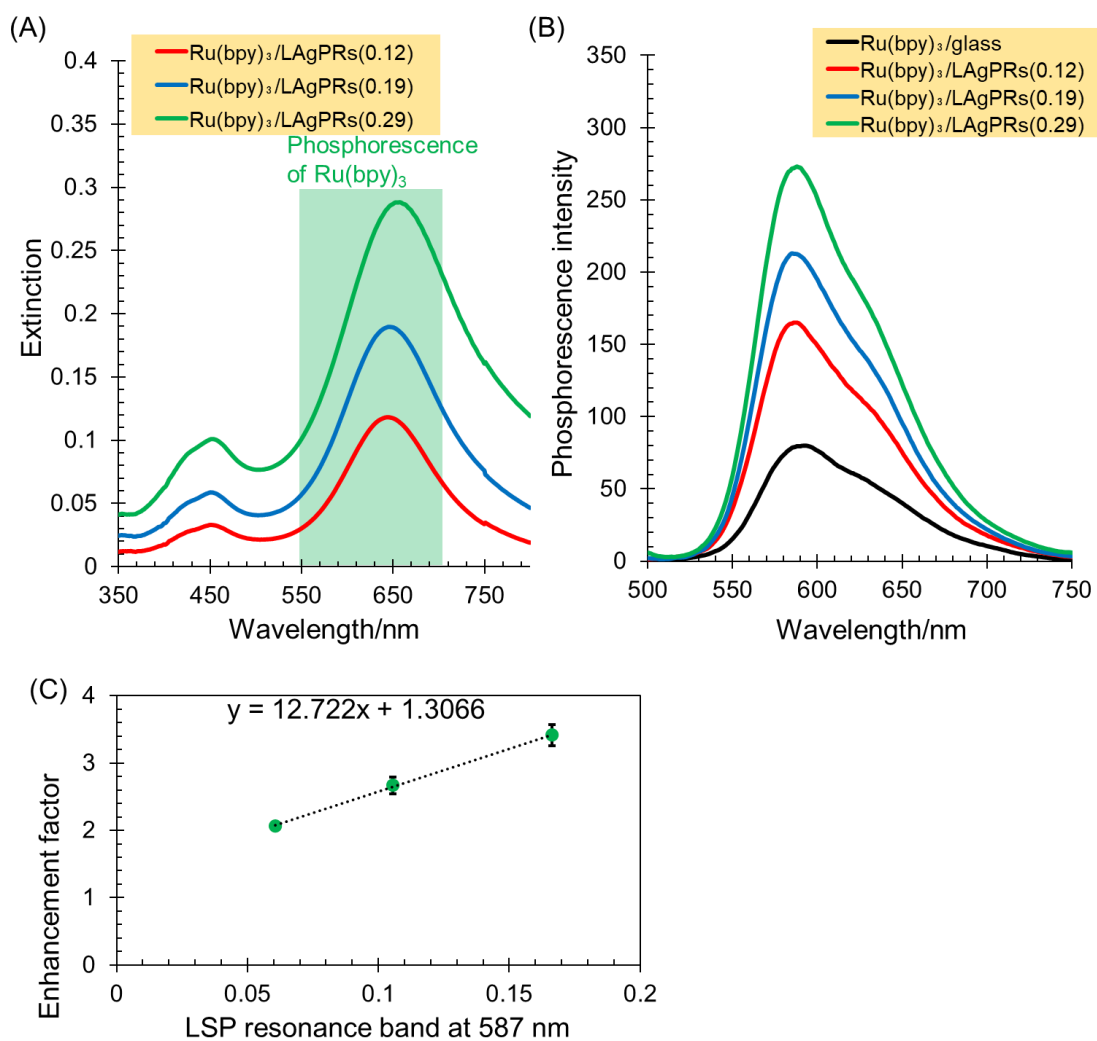 (A)
Ru(bpy)₃/LAgPRs(0.12)
Ru(bpy)₃/LAgPRs(0.19)
Ru(bpy)₃/LAgPRs(0.29)
Phosphorescence
of Ru(bpy)₃
0.4
0.35
0.3
0.25
0.2
0.15
0.1
0.05
0
Extinction
350
450
550
650
750
Wavelength/nm
(B)
Ru(bpy)₃/glass
Ru(bpy)₃/LAgPRs(0.12)
Ru(bpy)₃/LAgPRs(0.19)
Ru(bpy)₃/LAgPRs(0.29)
350
300
250
200
150
100
50
0
Phosphorescence intensity
500
550
600
650
700
750
Wavelength/nm
(C)
y = 12.722x + 1.3066
4
3
2
1
0
Enhancement factor
0
0.05
0.1
0.15
0.2
LSP resonance band at 587 nm